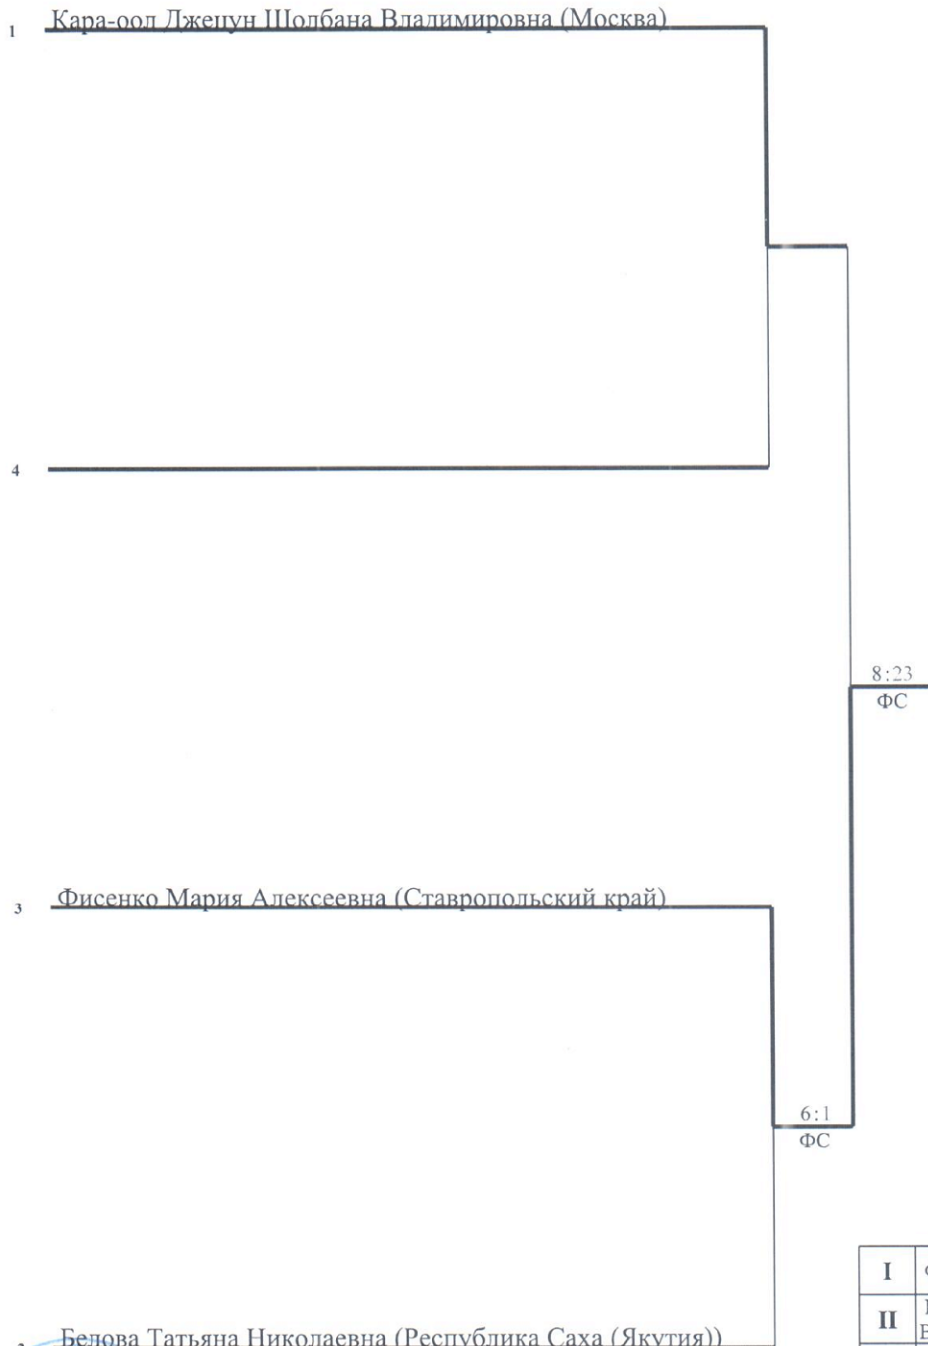 1 Кара-оол Джецун Шолбана Владимировна (Москва)
4
8:23
ФС
3 Фисенко Мария Алексеевна (Ставропольский край)
6:1
ФС
I
II
Белова Татьяна Николаевна (Республика Саха (Якутия))